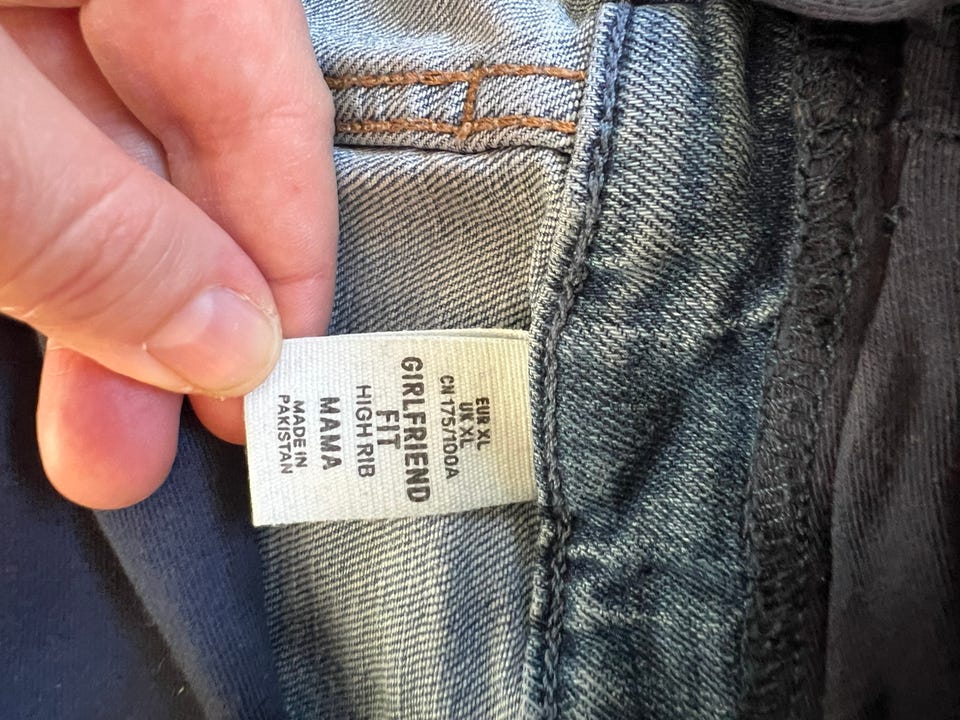 EUR XL
UK XL
CN 175/100A
GIRLFRIEND
FIT
HIGH RIB
MAMA
MADE IN
PAKISTAN